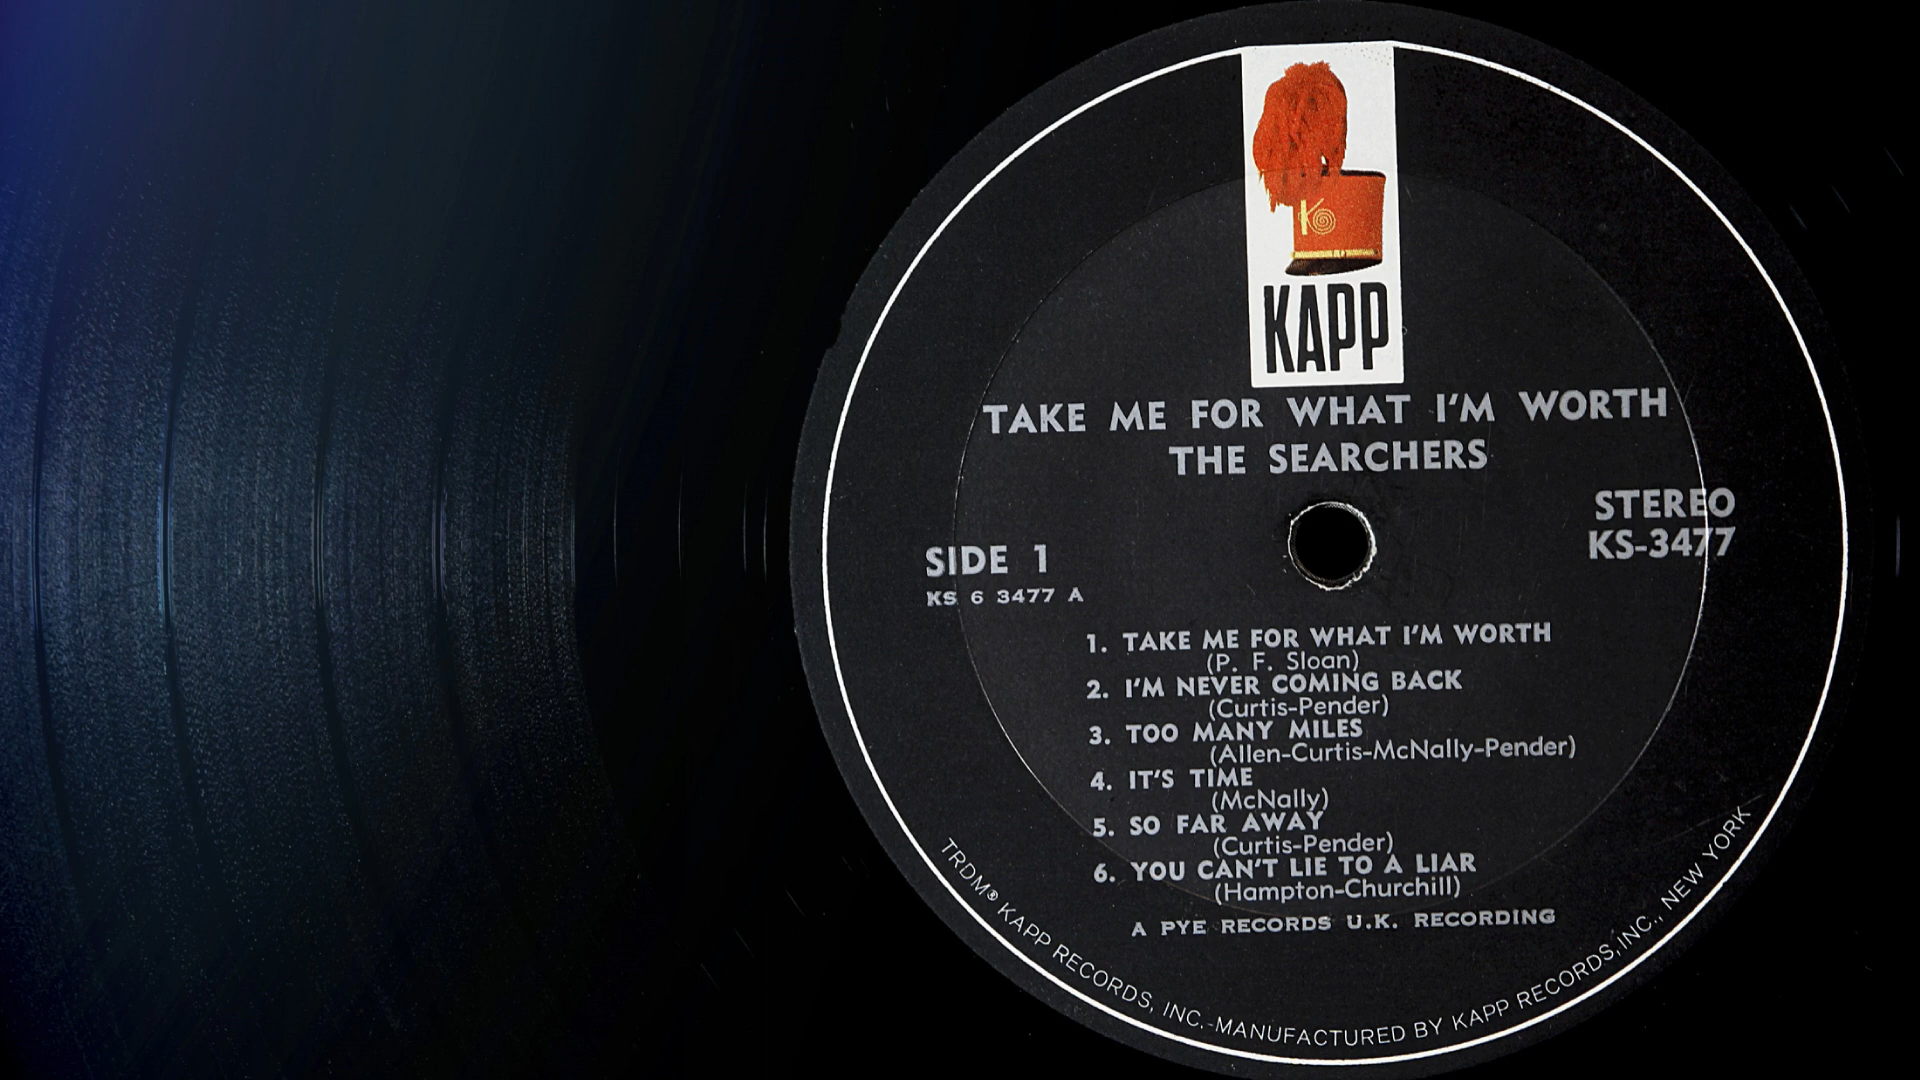 KAPP
TAKE ME FOR WHAT I'M WORTH
THE SEARCHERS
STEREO
KS-3477
SIDE 1
KS 6 3477 A
1. TAKE ME FOR WHAT I'M WORTH
(P. F. Sloan)
2. I'M NEVER COMING BACK
(Curtis-Pender)
3. TOO MANY MILES
(Allen-Curtis-McNally-Pender)
4. IT'S TIME
(McNally)
5. SO FAR AWAY
(Curtis-Pender)
6. YOU CAN'T LIE TO A LIAR
(Hampton-Churchill)
A PYE RECORDS U.K. RECORDING
TRDM® KAPP RECORDS, INC.-MANUFACTURED BY KAPP RECORDS, INC., NEW YORK